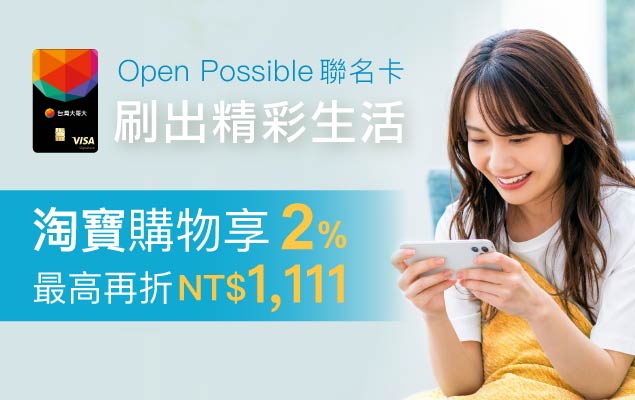 Open Possible 聯名卡
刷出精彩生活
台灣大哥大
VISA
淘寶購物享 2%
最高再折 NT$1,111